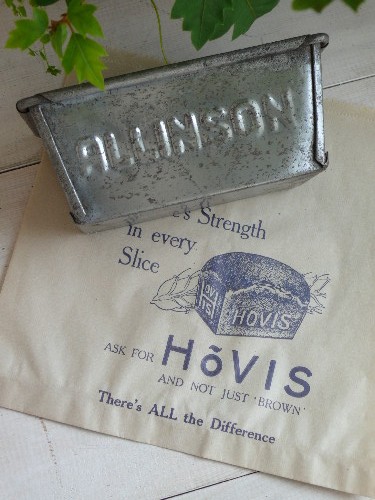 ALLINSON
's Strength
in every
Slice
HOVIS
ASK FOR HōVIS
AND NOT JUST 'BROWN'
There's ALL the Difference